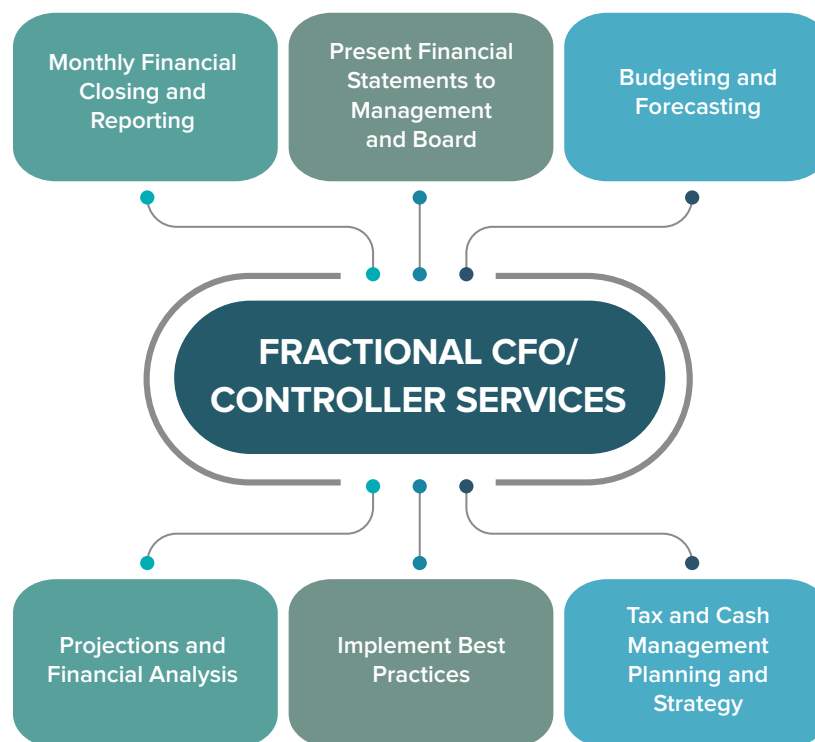 Monthly Financial
Closing and
Reporting
Present Financial
Statements to
Management
and Board
Budgeting and
Forecasting
FRACTIONAL CFO/
CONTROLLER SERVICES
Projections and
Financial Analysis
Implement Best
Practices
Tax and Cash
Management
Planning and
Strategy